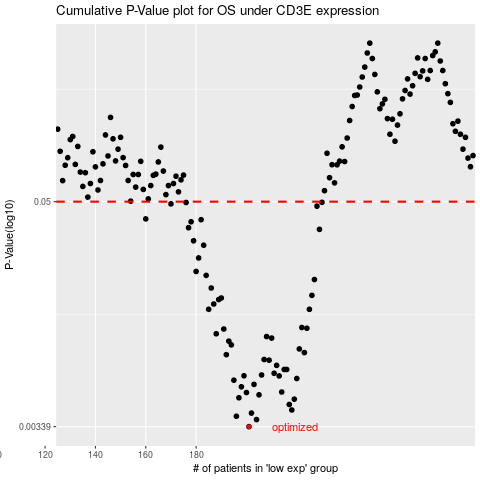 Cumulative P-Value plot for OS under CD3E expression
P-Value(log10)
0.05
0.00339
optimized
0 120 140 160 180
# of patients in 'low exp' group